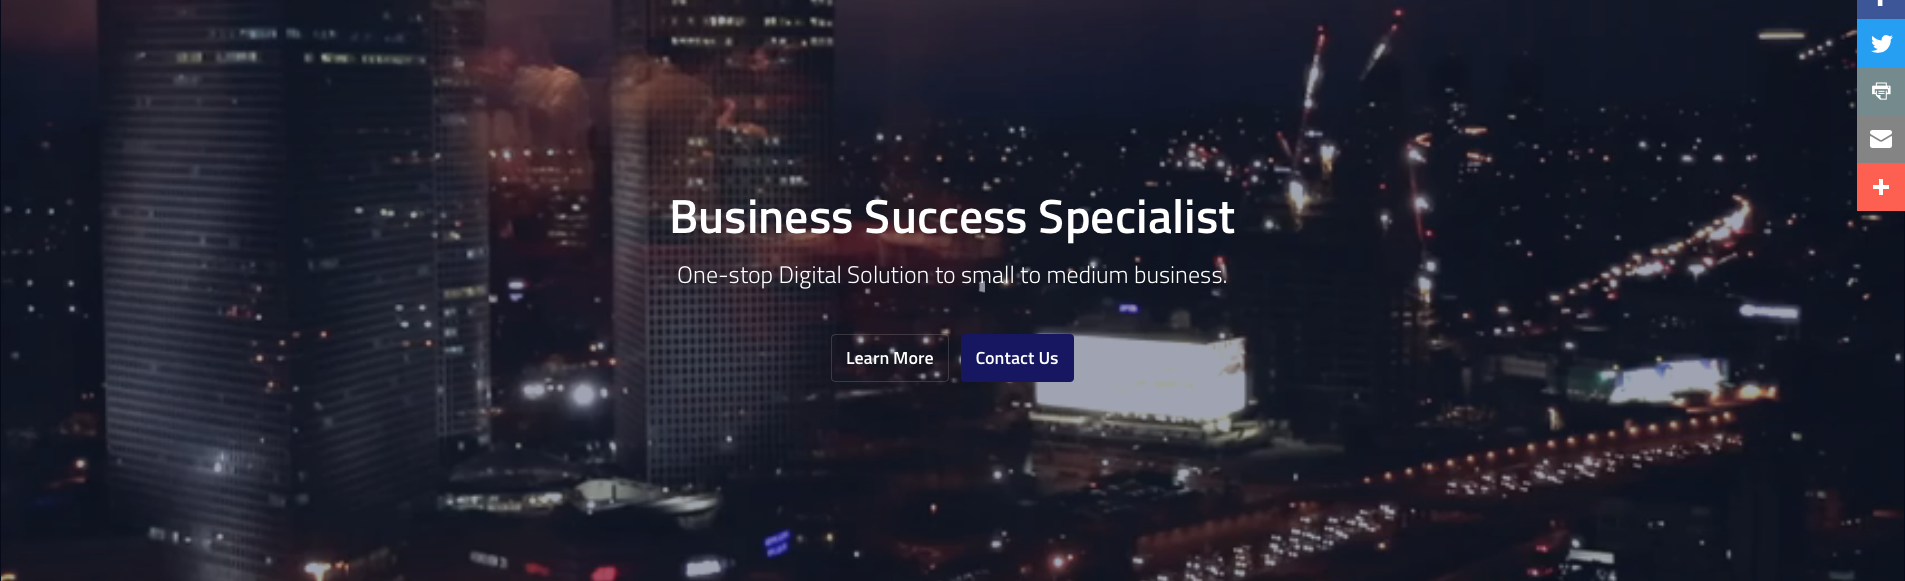 Business Success Specialist
One-stop Digital Solution to small to medium business.
Learn More
Contact Us